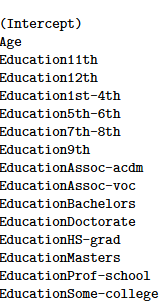 (Intercept)
Age
Education11th
Education12th
Education1st-4th
Education5th-6th
Education7th-8th
Education9th
EducationAssoc-acdm
EducationAssoc-voc
EducationBachelors
EducationDoctorate
EducationHS-grad
EducationMasters
EducationProf-school
EducationSome-college